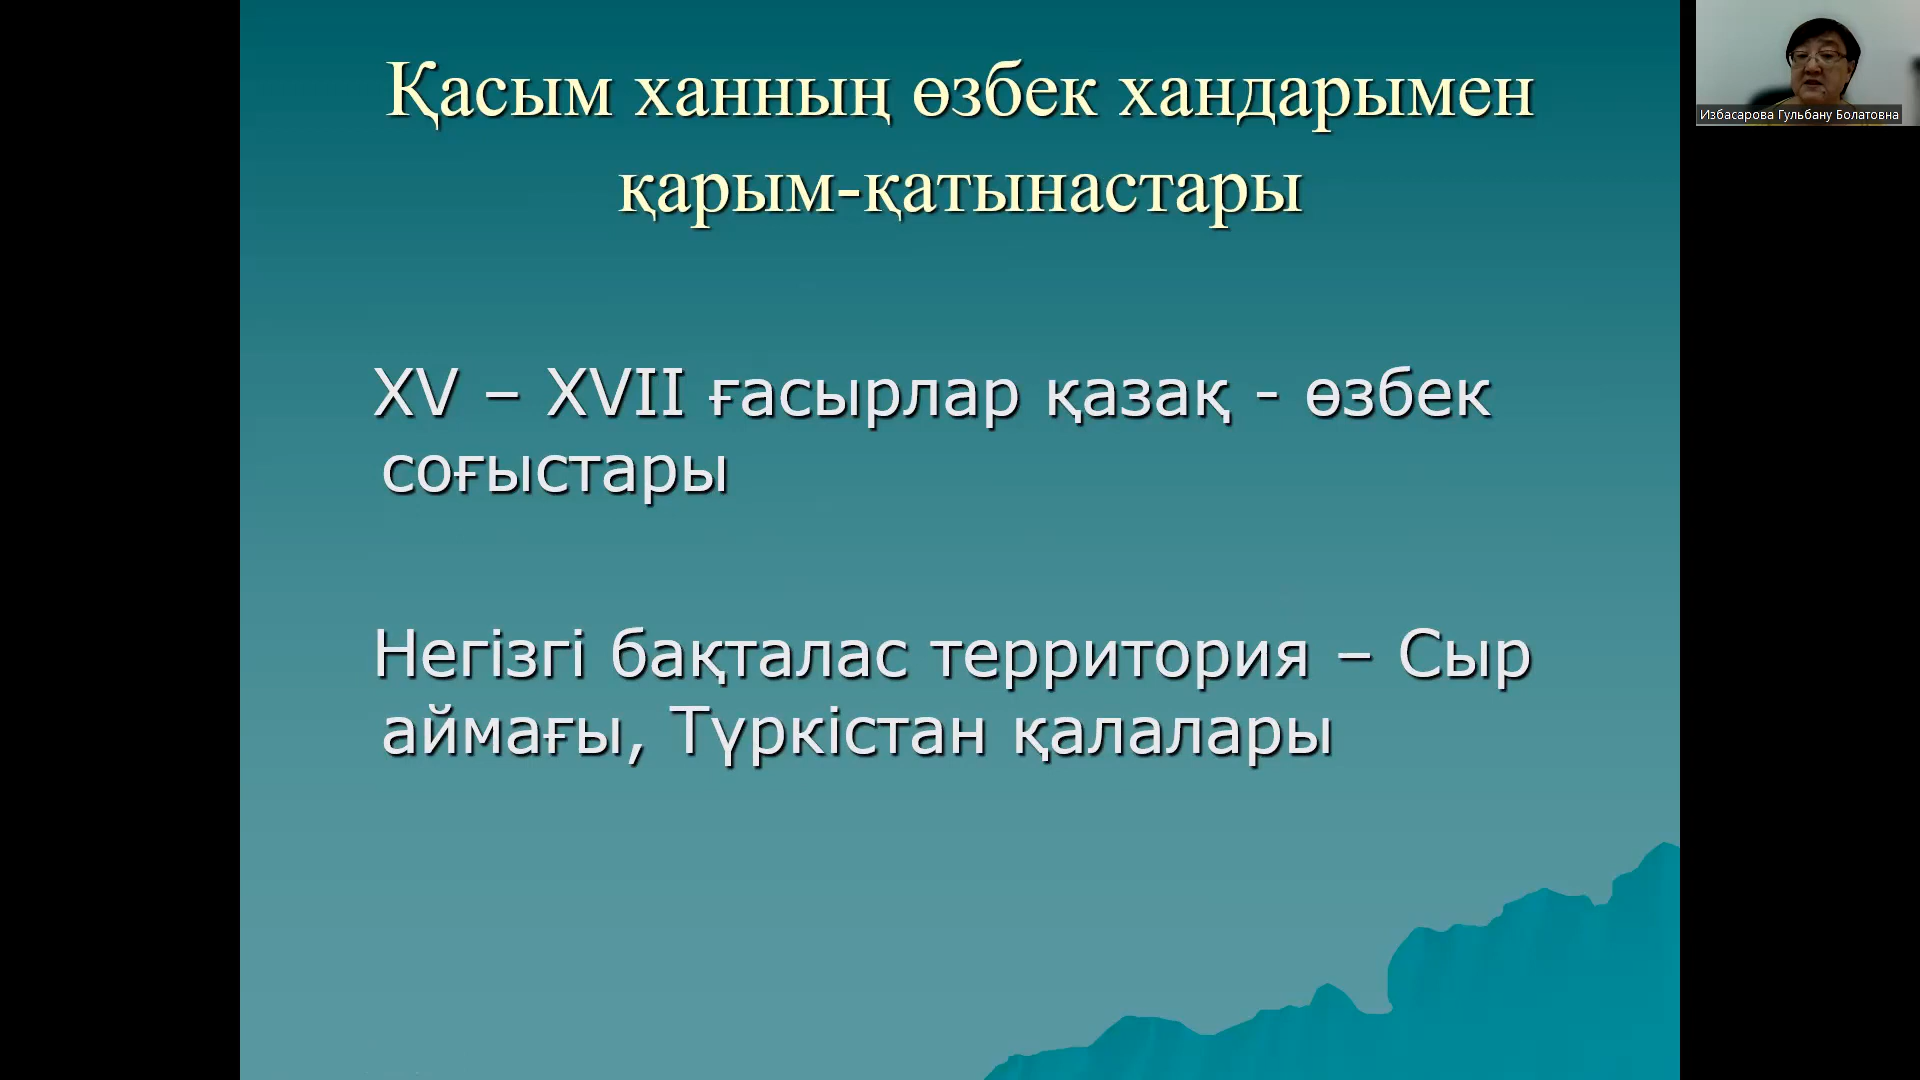 Қасым ханның өзбек хандарымен
қарым-қатынастары
XV – XVII ғасырлар қазақ - өзбек
соғыстары
Негізгі бақталас территория – Сыр
аймағы, Түркістан қалалары
Избасарова Гульбану Болатовна